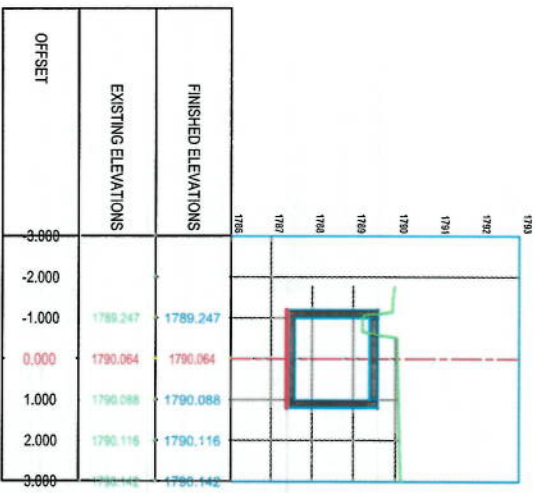 1786 1787 1788 1789 1790 1791 1792 1793
OFFSET
EXISTING ELEVATIONS
FINISHED ELEVATIONS
-3.000
-2.000
-1.000 1789.247 1789.247
0.000 1790.064 1790.064
1.000 1790.088 1790.088
2.000 1790.116 1790.116
3.000 1790.142 1790.142